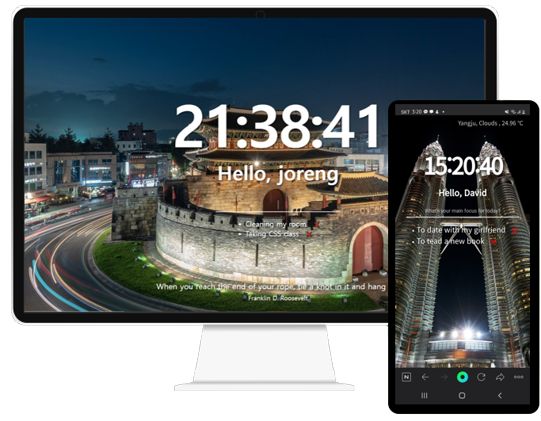 21:38:41
Hello, joreng
Cleaning my room X
Taking CSS class X
When you reach the end of your rope, tie a knot in it and hang
Franklin D. Roosevelt
SKT 3:20
Yangju, Clouds , 24.96 °C
15:20:40
Hello, David
What's your main focus for today?
To date with my girlfriend X
To tead a new book X
N